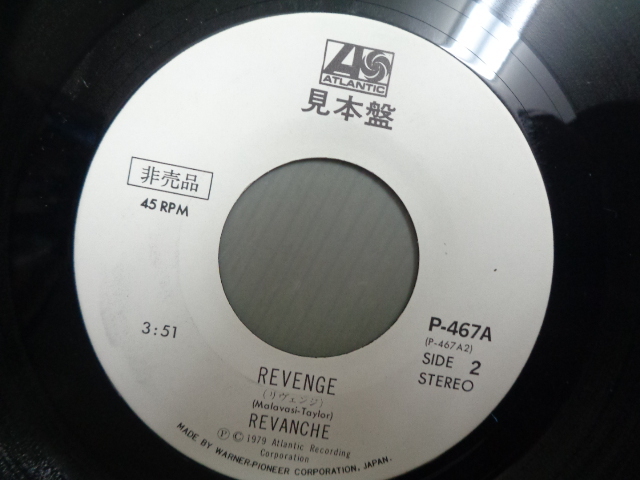 ATLANTIC
見本盤
非売品
45 RPM
3:51
P-467A
(P-467A2)
SIDE 2
STEREO
REVENGE
(リヴェンジ)
(Malavasi-Taylor)
REVANCHE
Ⓟ©1979 Atlantic Recording
Corporation
MADE BY WARNER-PIONEER CORPORATION, JAPAN.